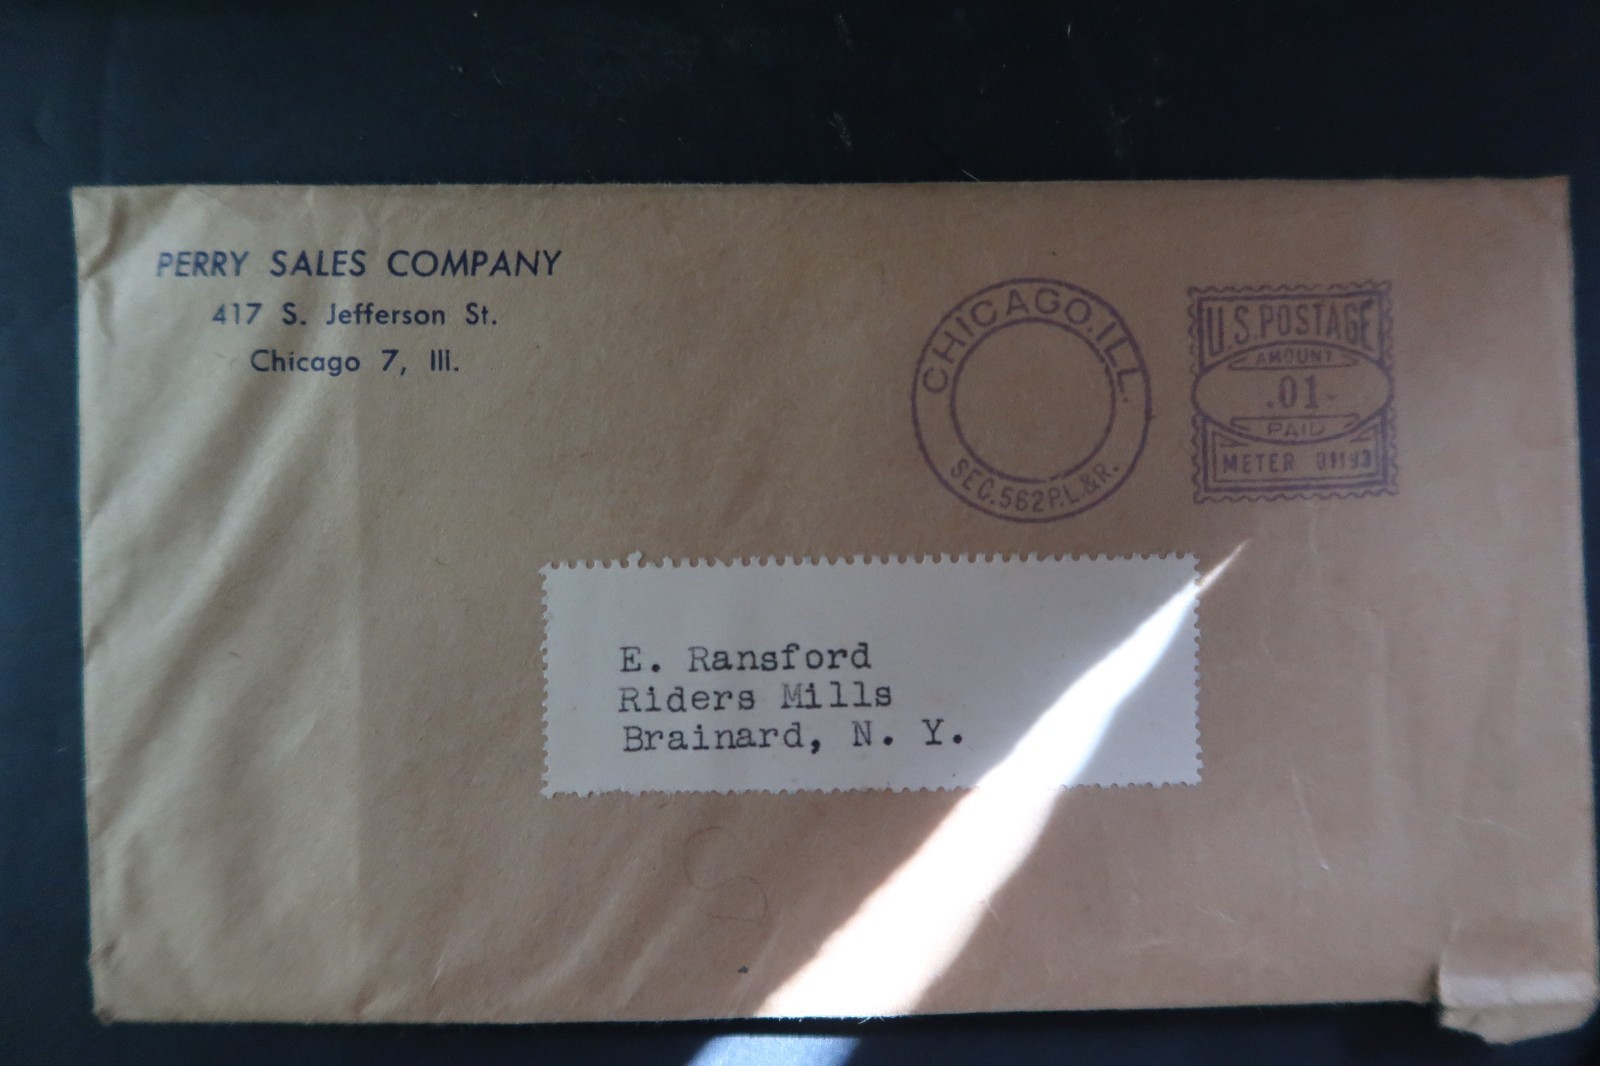 PERRY SALES COMPANY
417 S. Jefferson St.
Chicago 7, Ill.
CHICAGO. ILL.
SEC. 562 P.L.&R.
U.S. POSTAGE
AMOUNT
.01-
PAID
METER
E. Ransford
Riders Mills
Brainard, N. Y.